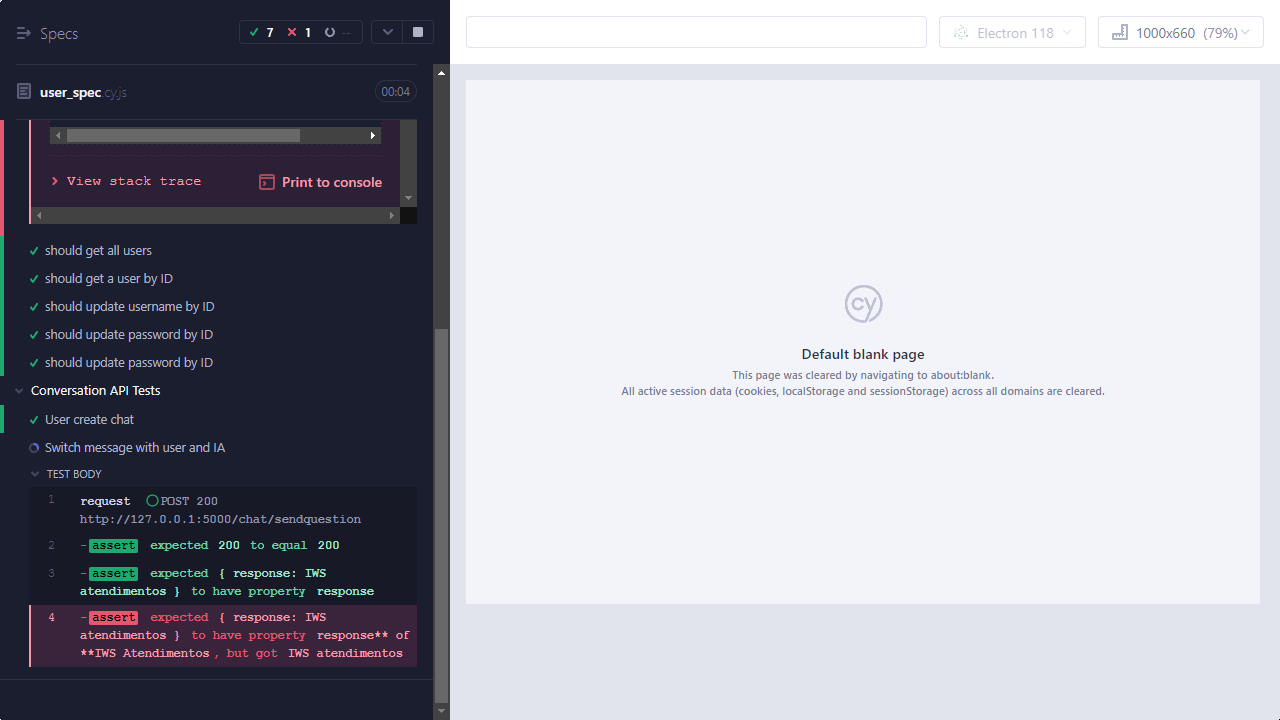 Specs
7
1
--
Electron 118
1000x660 (79%)
user_spec.cy.js
00:04
View stack trace
Print to console
should get all users
should get a user by ID
should update username by ID
should update password by ID
should update password by ID
Conversation API Tests
User create chat
Switch message with user and IA
TEST BODY
1 request POST 200
http://127.0.0.1:5000/chat/sendquestion
2 -assert expected 200 to equal 200
3 -assert expected { response: IWS
atendimentos } to have property response
4 -assert expected { response: IWS
atendimentos } to have property response** of
**IWS Atendimentos, but got IWS atendimentos
cy
Default blank page
This page was cleared by navigating to about:blank.
All active session data (cookies, localStorage and sessionStorage) across all domains are cleared.